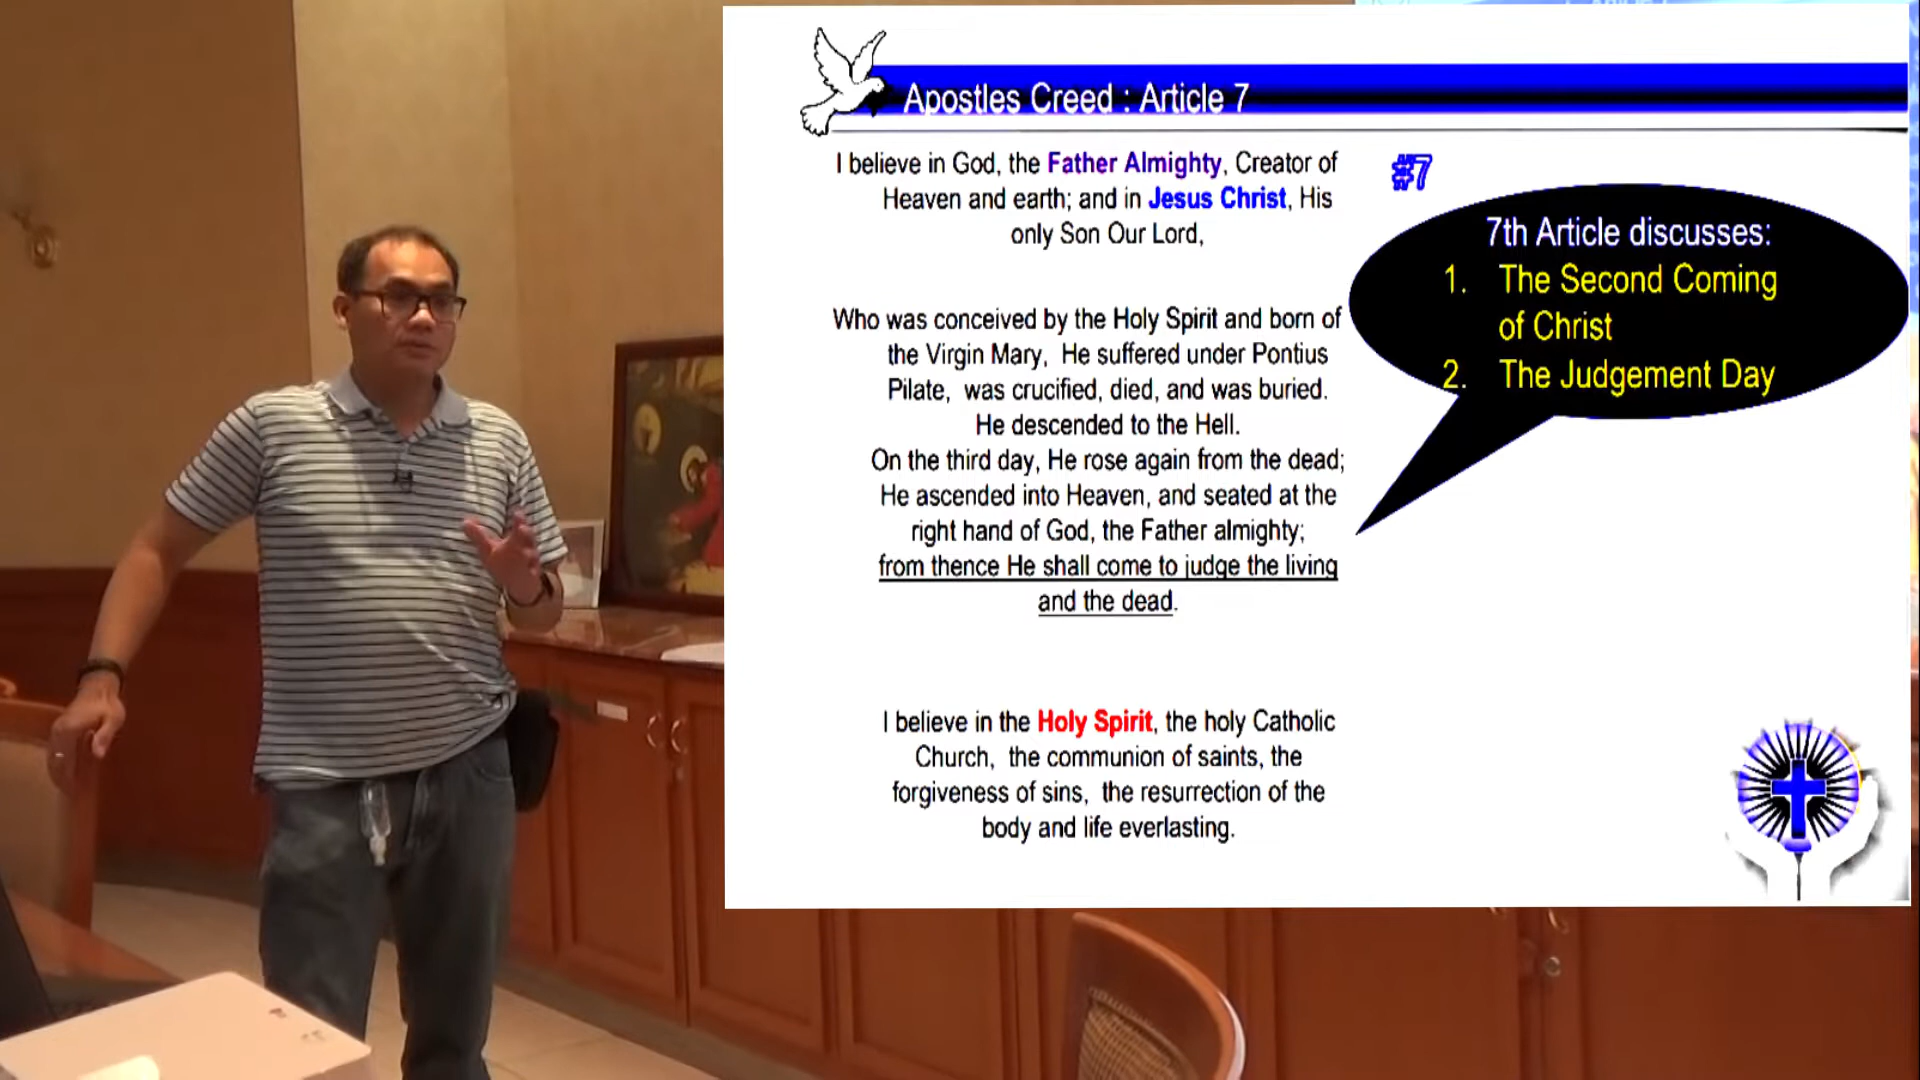 Apostles Creed : Article 7
I believe in God, the Father Almighty, Creator of
Heaven and earth; and in Jesus Christ, His
only Son Our Lord,
Who was conceived by the Holy Spirit and born of
the Virgin Mary, He suffered under Pontius
Pilate, was crucified, died, and was buried.
He descended to the Hell.
On the third day, He rose again from the dead;
He ascended into Heaven, and seated at the
right hand of God, the Father almighty;
from thence He shall come to judge the living
and the dead.
I believe in the Holy Spirit, the holy Catholic
Church, the communion of saints, the
forgiveness of sins, the resurrection of the
body and life everlasting.
#7
7th Article discusses:
1. The Second Coming
of Christ
2. The Judgement Day